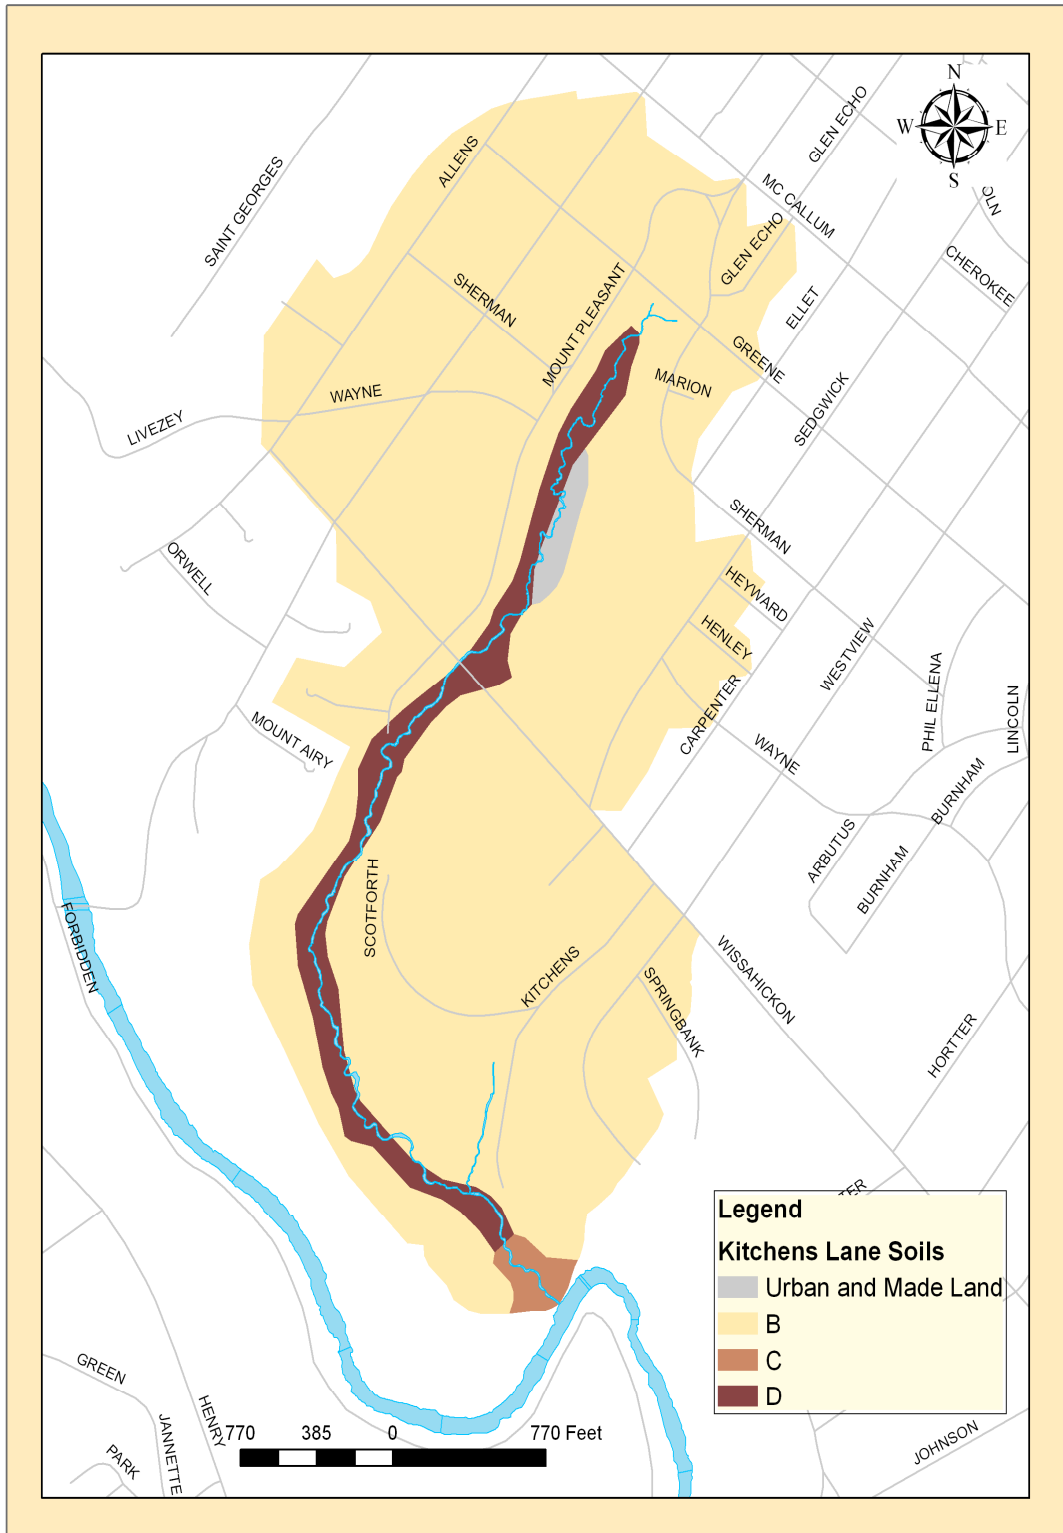 N
W E
S
GLEN ECHO
ALLENS
SAINT GEORGES
MC CALLUM
OLN
GLEN ECHO
CHEROKEE
SHERMAN
MOUNT PLEASANT
ELLET
GREENE
MARION
WAYNE
SEDGWICK
LIVEZEY
SHERMAN
ORWELL
HEYWARD
HENLEY
WESTVIEW
PHIL ELLENA
LINCOLN
CARPENTER
MOUNT AIRY
WAYNE
BURNHAM
ARBUTUS
BURNHAM
SCOTFORTH
FORBIDDEN
KITCHENS
WISSAHICKON
SPRINGBANK
HORTTER
TER
Legend
Kitchens Lane Soils
Urban and Made Land
B
C
D
GREEN
HENRY
JANNETTE
PARK
770 385 0 770 Feet
JOHNSON